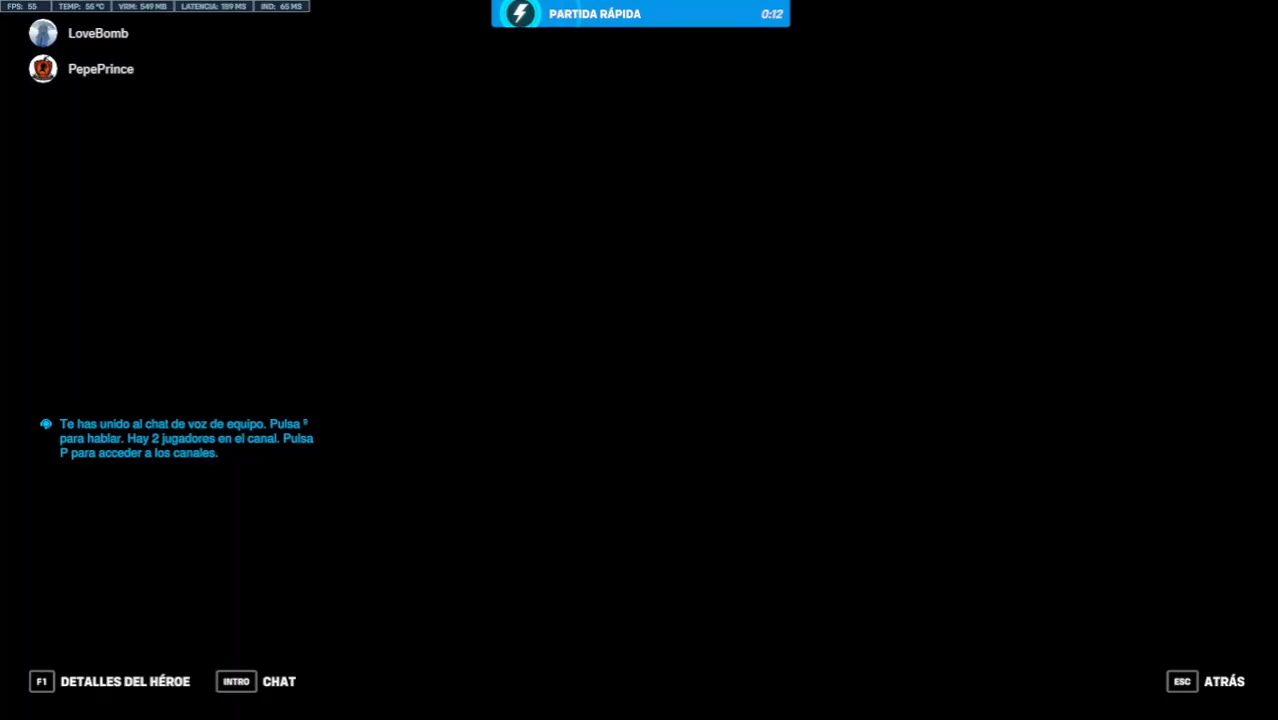 FPS: 55 TEMP: 55 ºC VRM: 549 MB LATENCIA: 189 MS IND: 65 MS
PARTIDA RÁPIDA 0:12
LoveBomb
PepePrince
Te has unido al chat de voz de equipo. Pulsa º
para hablar. Hay 2 jugadores en el canal. Pulsa
P para acceder a los canales.
F1 DETALLES DEL HÉROE INTRO CHAT ESC ATRÁS